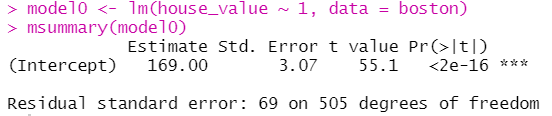 > model0 <- lm(house_value ~ 1, data = boston)
> msummary(model0)
Estimate Std. Error t value Pr(>|t|)
(Intercept) 169.00 3.07 55.1 <2e-16 ***
Residual standard error: 69 on 505 degrees of freedom